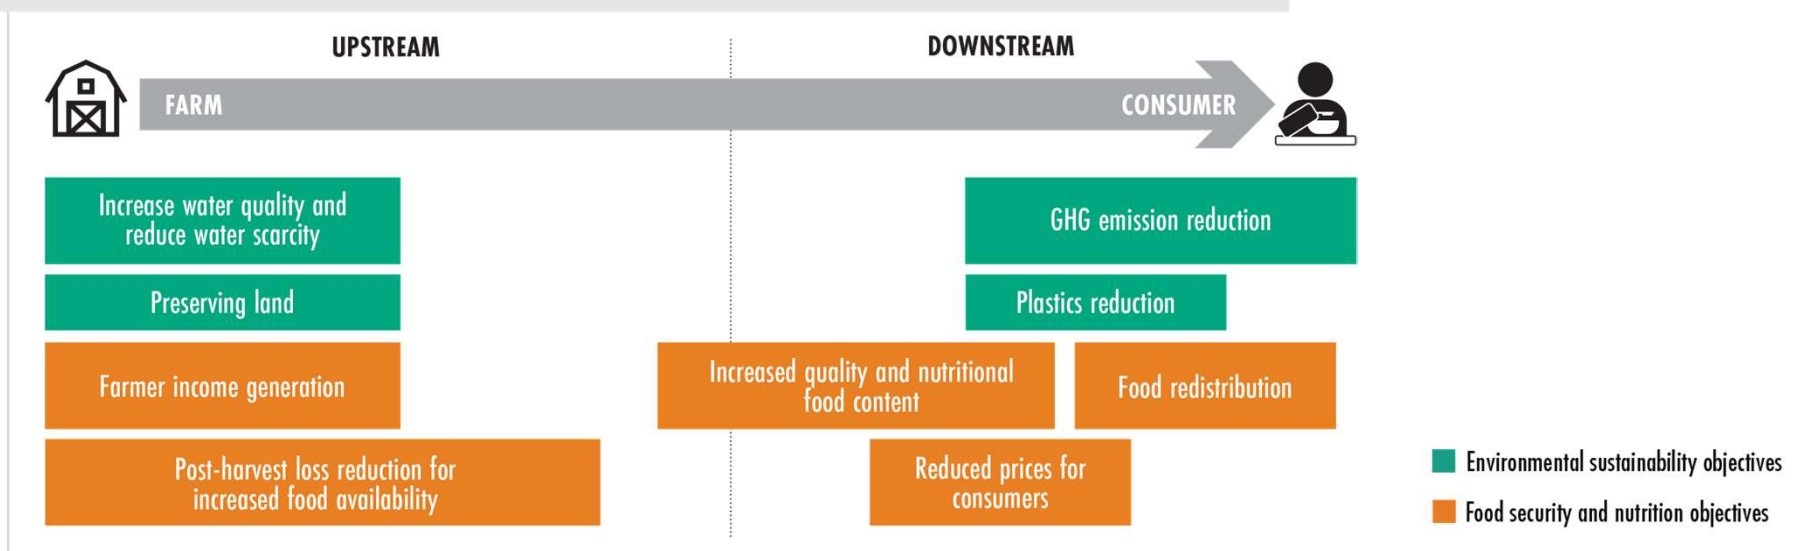 UPSTREAM
DOWNSTREAM
FARM
CONSUMER
Increase water quality and
reduce water scarcity
GHG emission reduction
Preserving land
Plastics reduction
Farmer income generation
Increased quality and nutritional
food content
Food redistribution
Post-harvest loss reduction for
increased food availability
Reduced prices for
consumers
Environmental sustainability objectives
Food security and nutrition objectives